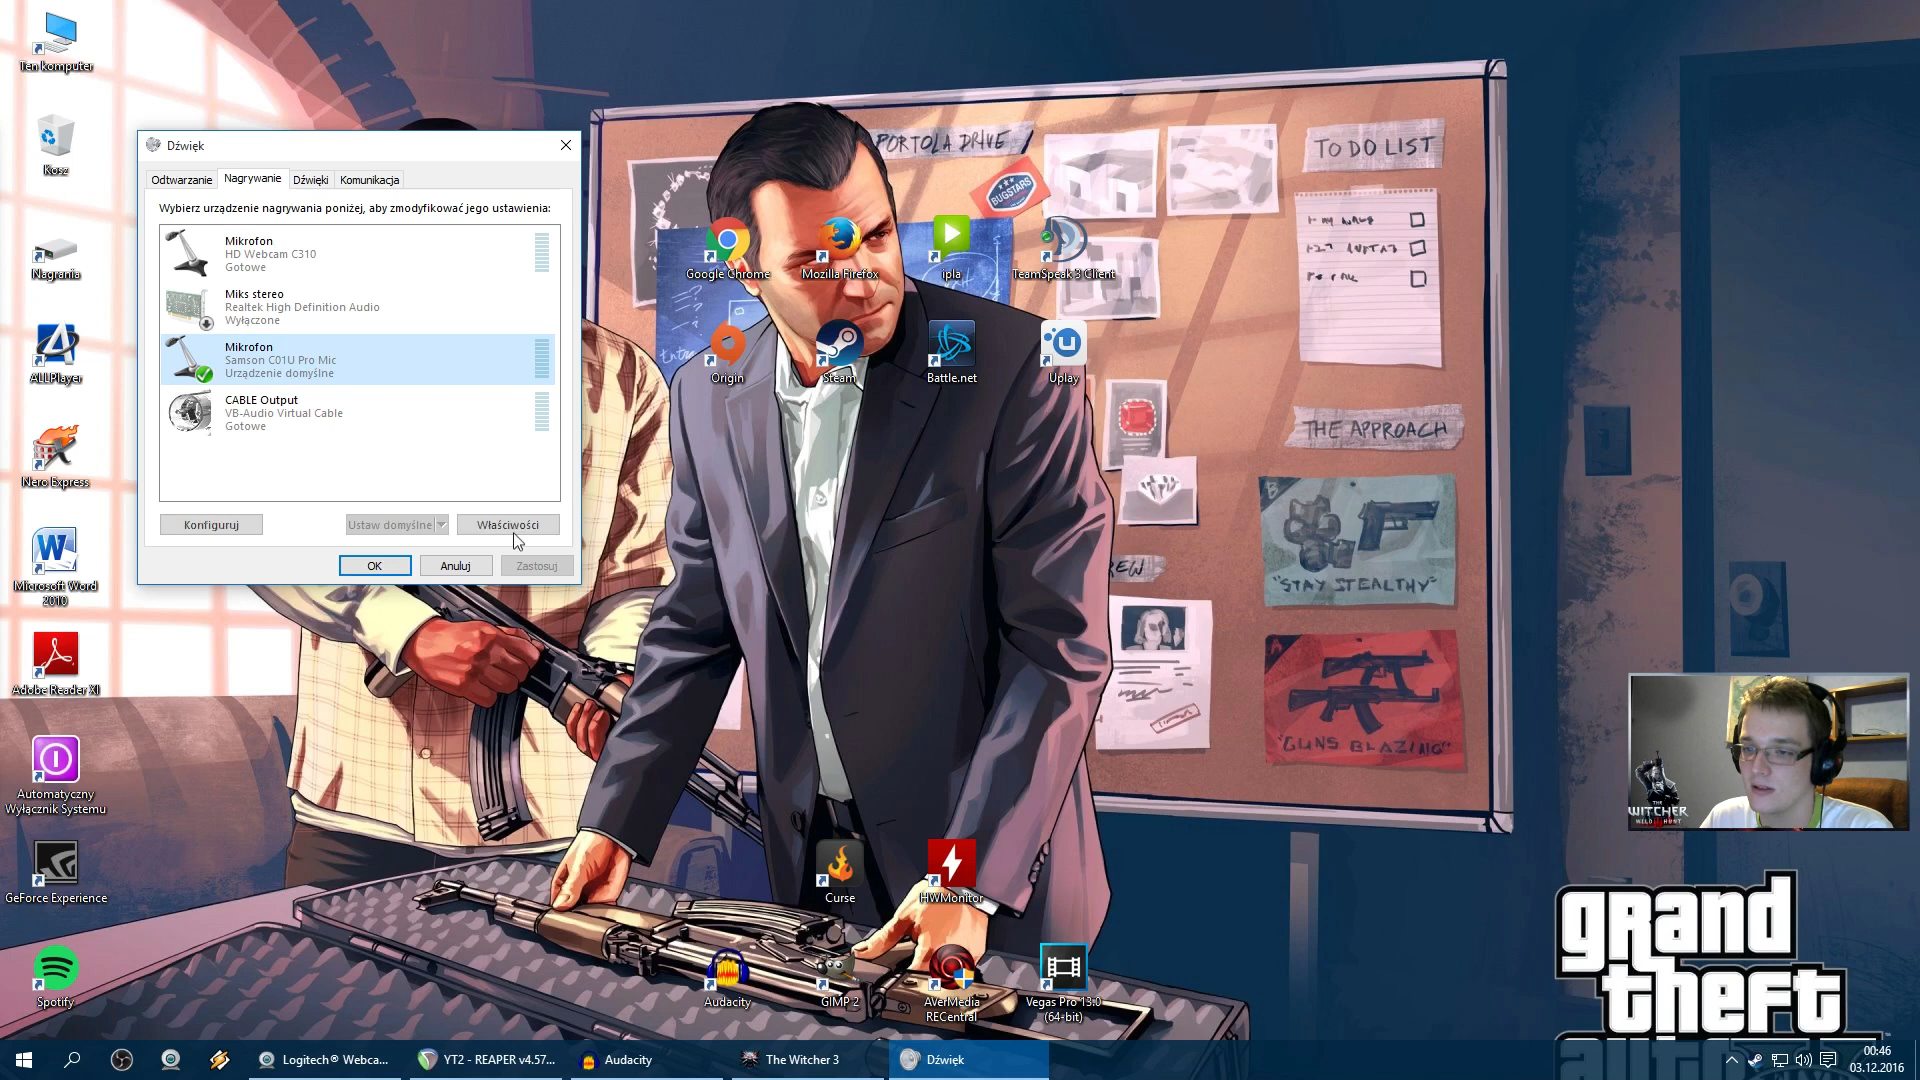 Ten komputer
Kosz
Nagrania
ALLPlayer
Nero Express
Microsoft Word
2010
Adobe Reader XI
Automatyczny
Wyłącznik Systemu
GeForce Experience
Spotify
Dźwięk
Odtwarzanie
Nagrywanie
Dźwięki
Komunikacja
Wybierz urządzenie nagrywania poniżej, aby zmodyfikować jego ustawienia:
Mikrofon
HD Webcam C310
Gotowe
Miks stereo
Realtek High Definition Audio
Wyłączone
Mikrofon
Samson C01U Pro Mic
Urządzenie domyślne
CABLE Output
VB-Audio Virtual Cable
Gotowe
Konfiguruj
Ustaw domyślne
Właściwości
OK
Anuluj
Zastosuj
PORTOLA DRIVE
BUGSTARS
TO DO LIST
Google Chrome
Mozilla Firefox
ipla
TeamSpeak 3 Client
Origin
Steam
Battle.net
Uplay
THE APPROACH
B
"STAY STEALTHY"
A
"GUNS BLAZING"
Curse
HWMonitor
Audacity
GIMP 2
AVerMedia
RECentral
Vegas Pro 13.0
(64-bit)
THE
WITCHER
WILD HUNT
grand
theft
auto
Logitech® Webca...
YT2 - REAPER v4.57...
Audacity
The Witcher 3
Dźwięk
00:46
03.12.2016